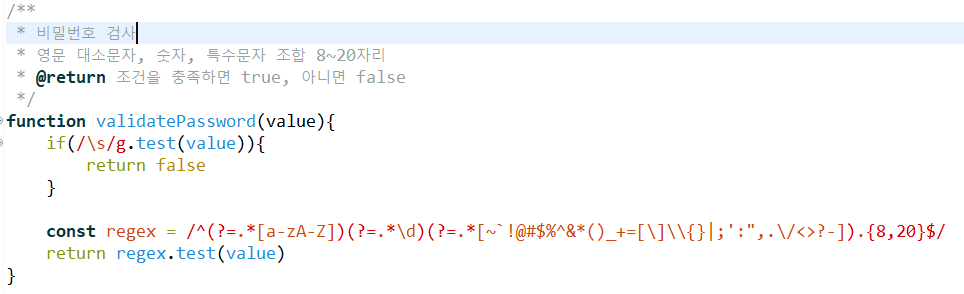 /**
 * 비밀번호 검사
 * 영문 대소문자, 숫자, 특수문자 조합 8~20자리
 * @return 조건을 충족하면 true, 아니면 false
 */
function validatePassword(value){
    if(/\s/g.test(value)){
        return false
    }

    const regex = /^(?=.*[a-zA-Z])(?=.*\d)(?=.*[~`!@#$%^&*()_+=[\]\\{}|;':",.\/<>?-]).{8,20}$/
    return regex.test(value)
}